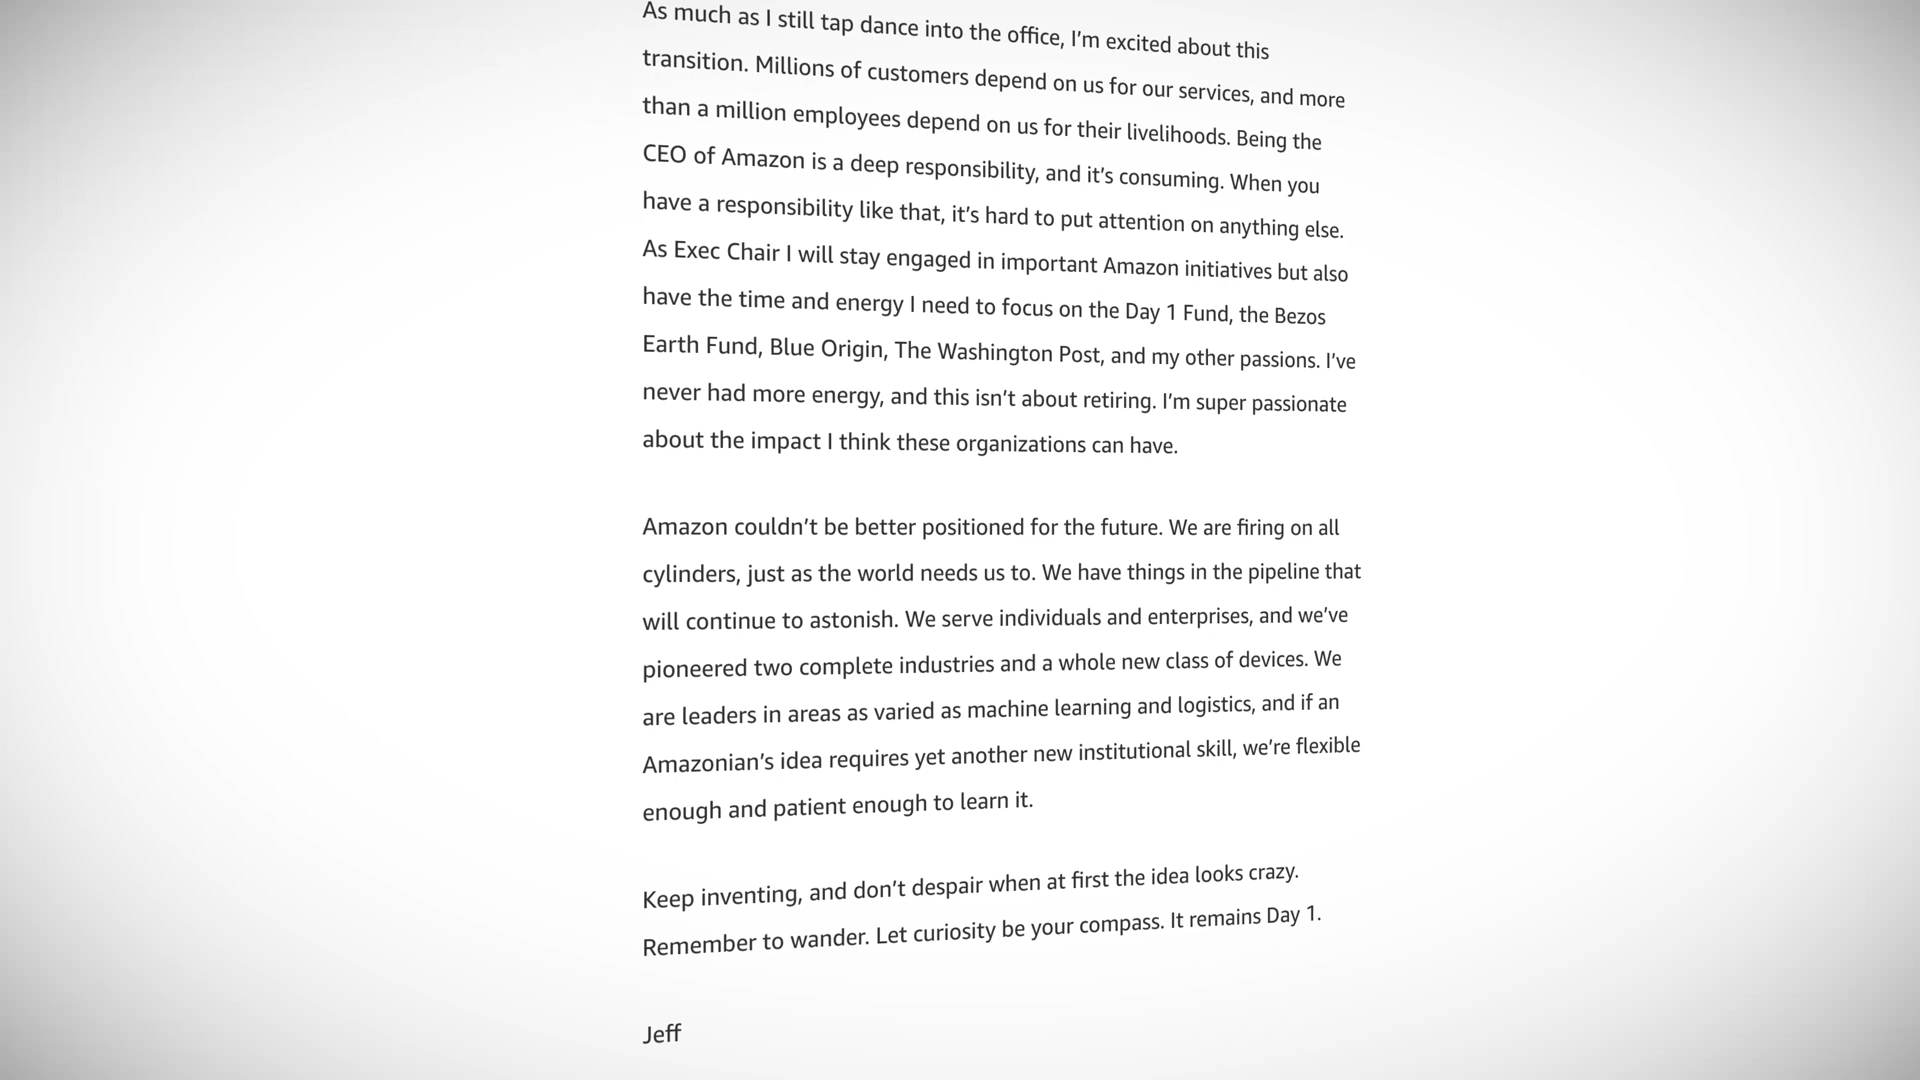 As much as I still tap dance into the office, I’m excited about this
transition. Millions of customers depend on us for our services, and more
than a million employees depend on us for their livelihoods. Being the
CEO of Amazon is a deep responsibility, and it’s consuming. When you
have a responsibility like that, it’s hard to put attention on anything else.
As Exec Chair I will stay engaged in important Amazon initiatives but also
have the time and energy I need to focus on the Day 1 Fund, the Bezos
Earth Fund, Blue Origin, The Washington Post, and my other passions. I’ve
never had more energy, and this isn’t about retiring. I’m super passionate
about the impact I think these organizations can have.
Amazon couldn’t be better positioned for the future. We are firing on all
cylinders, just as the world needs us to. We have things in the pipeline that
will continue to astonish. We serve individuals and enterprises, and we’ve
pioneered two complete industries and a whole new class of devices. We
are leaders in areas as varied as machine learning and logistics, and if an
Amazonian’s idea requires yet another new institutional skill, we’re flexible
enough and patient enough to learn it.
Keep inventing, and don’t despair when at first the idea looks crazy.
Remember to wander. Let curiosity be your compass. It remains Day 1.
Jeff